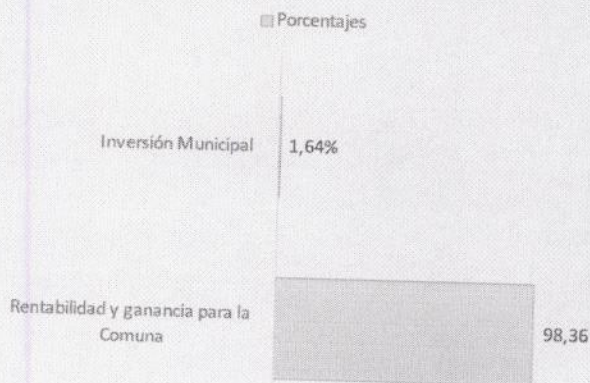 Porcentajes
Inversión Municipal
1,64%
Rentabilidad y ganancia para la
Comuna
98,36